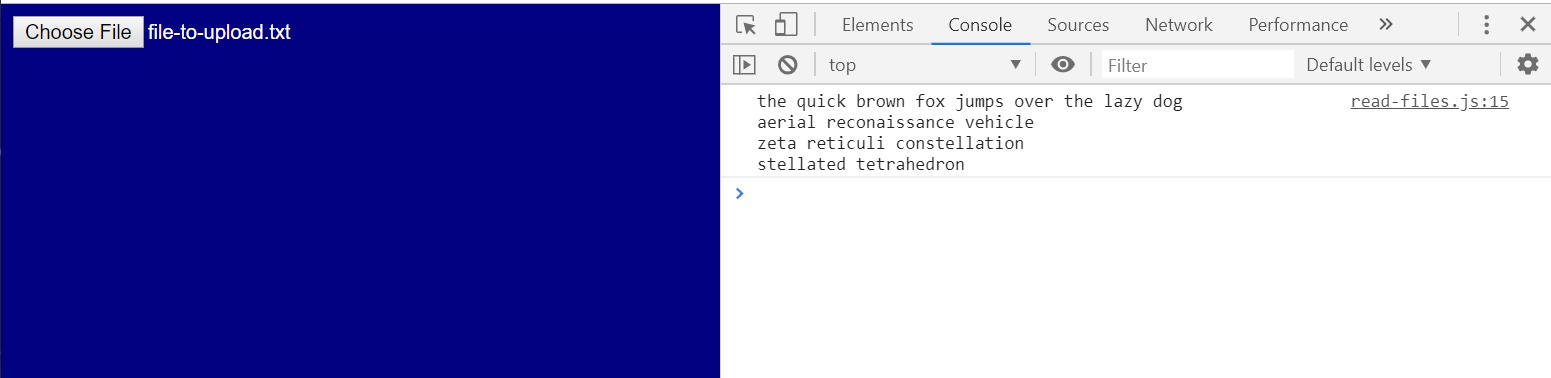 Choose File file-to-upload.txt
Elements Console Sources Network Performance
top Filter Default levels
the quick brown fox jumps over the lazy dog read-files.js:15
aerial reconaissance vehicle
zeta reticuli constellation
stellated tetrahedron